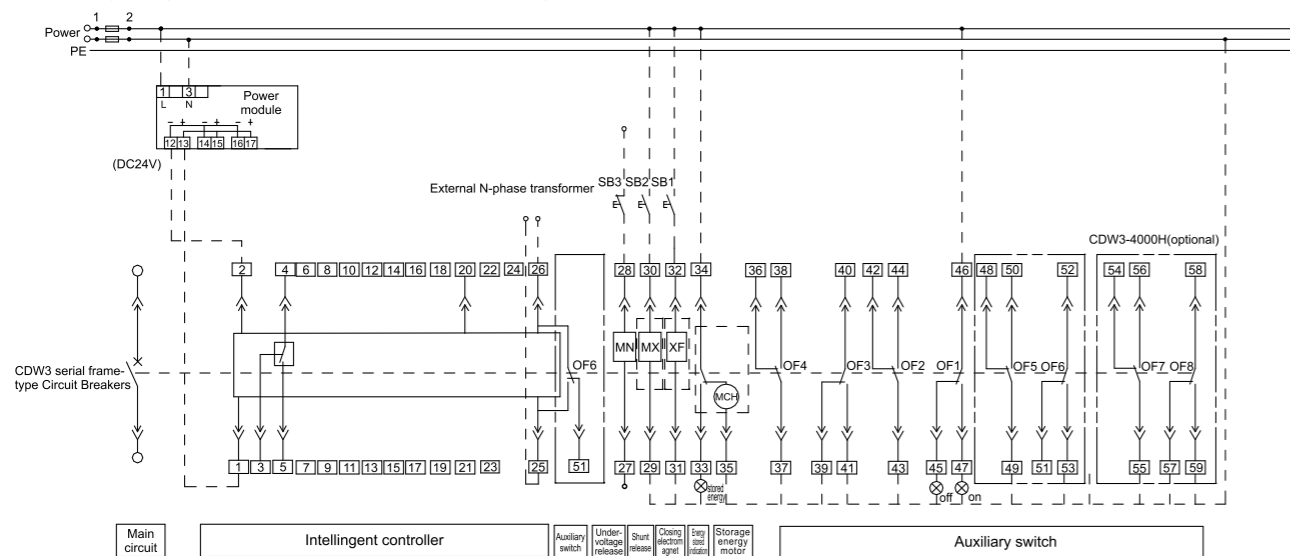 1 2
Power
PE
1 3
L N
Power
module
- + - + - +
12 13 14 15 16 17
(DC24V)
External N-phase transformer
SB3 SB2 SB1
CDW3-4000H(optional)
2 4 6 8 10 12 14 16 18 20 22 24 26 28 30 32 34 36 38 40 42 44 46 48 50 52 54 56 58
MN MX XF
CDW3 serial frame-
type Circuit Breakers
OF6 OF4 OF3 OF2 OF1 OF5 OF6 OF7 OF8
MCH
1 3 5 7 9 11 13 15 17 19 21 23 25 51 27 29 31 33 35 37 39 41 43 45 47 49 51 53 55 57 59
stored
energy
off on
Main
circuit
Intellingent controller
Auxiliary
switch
Under-
voltage
release
Shunt
release
Closing
electrom
agnet
Energy
stored
indication
Storage
energy
motor
Auxiliary switch